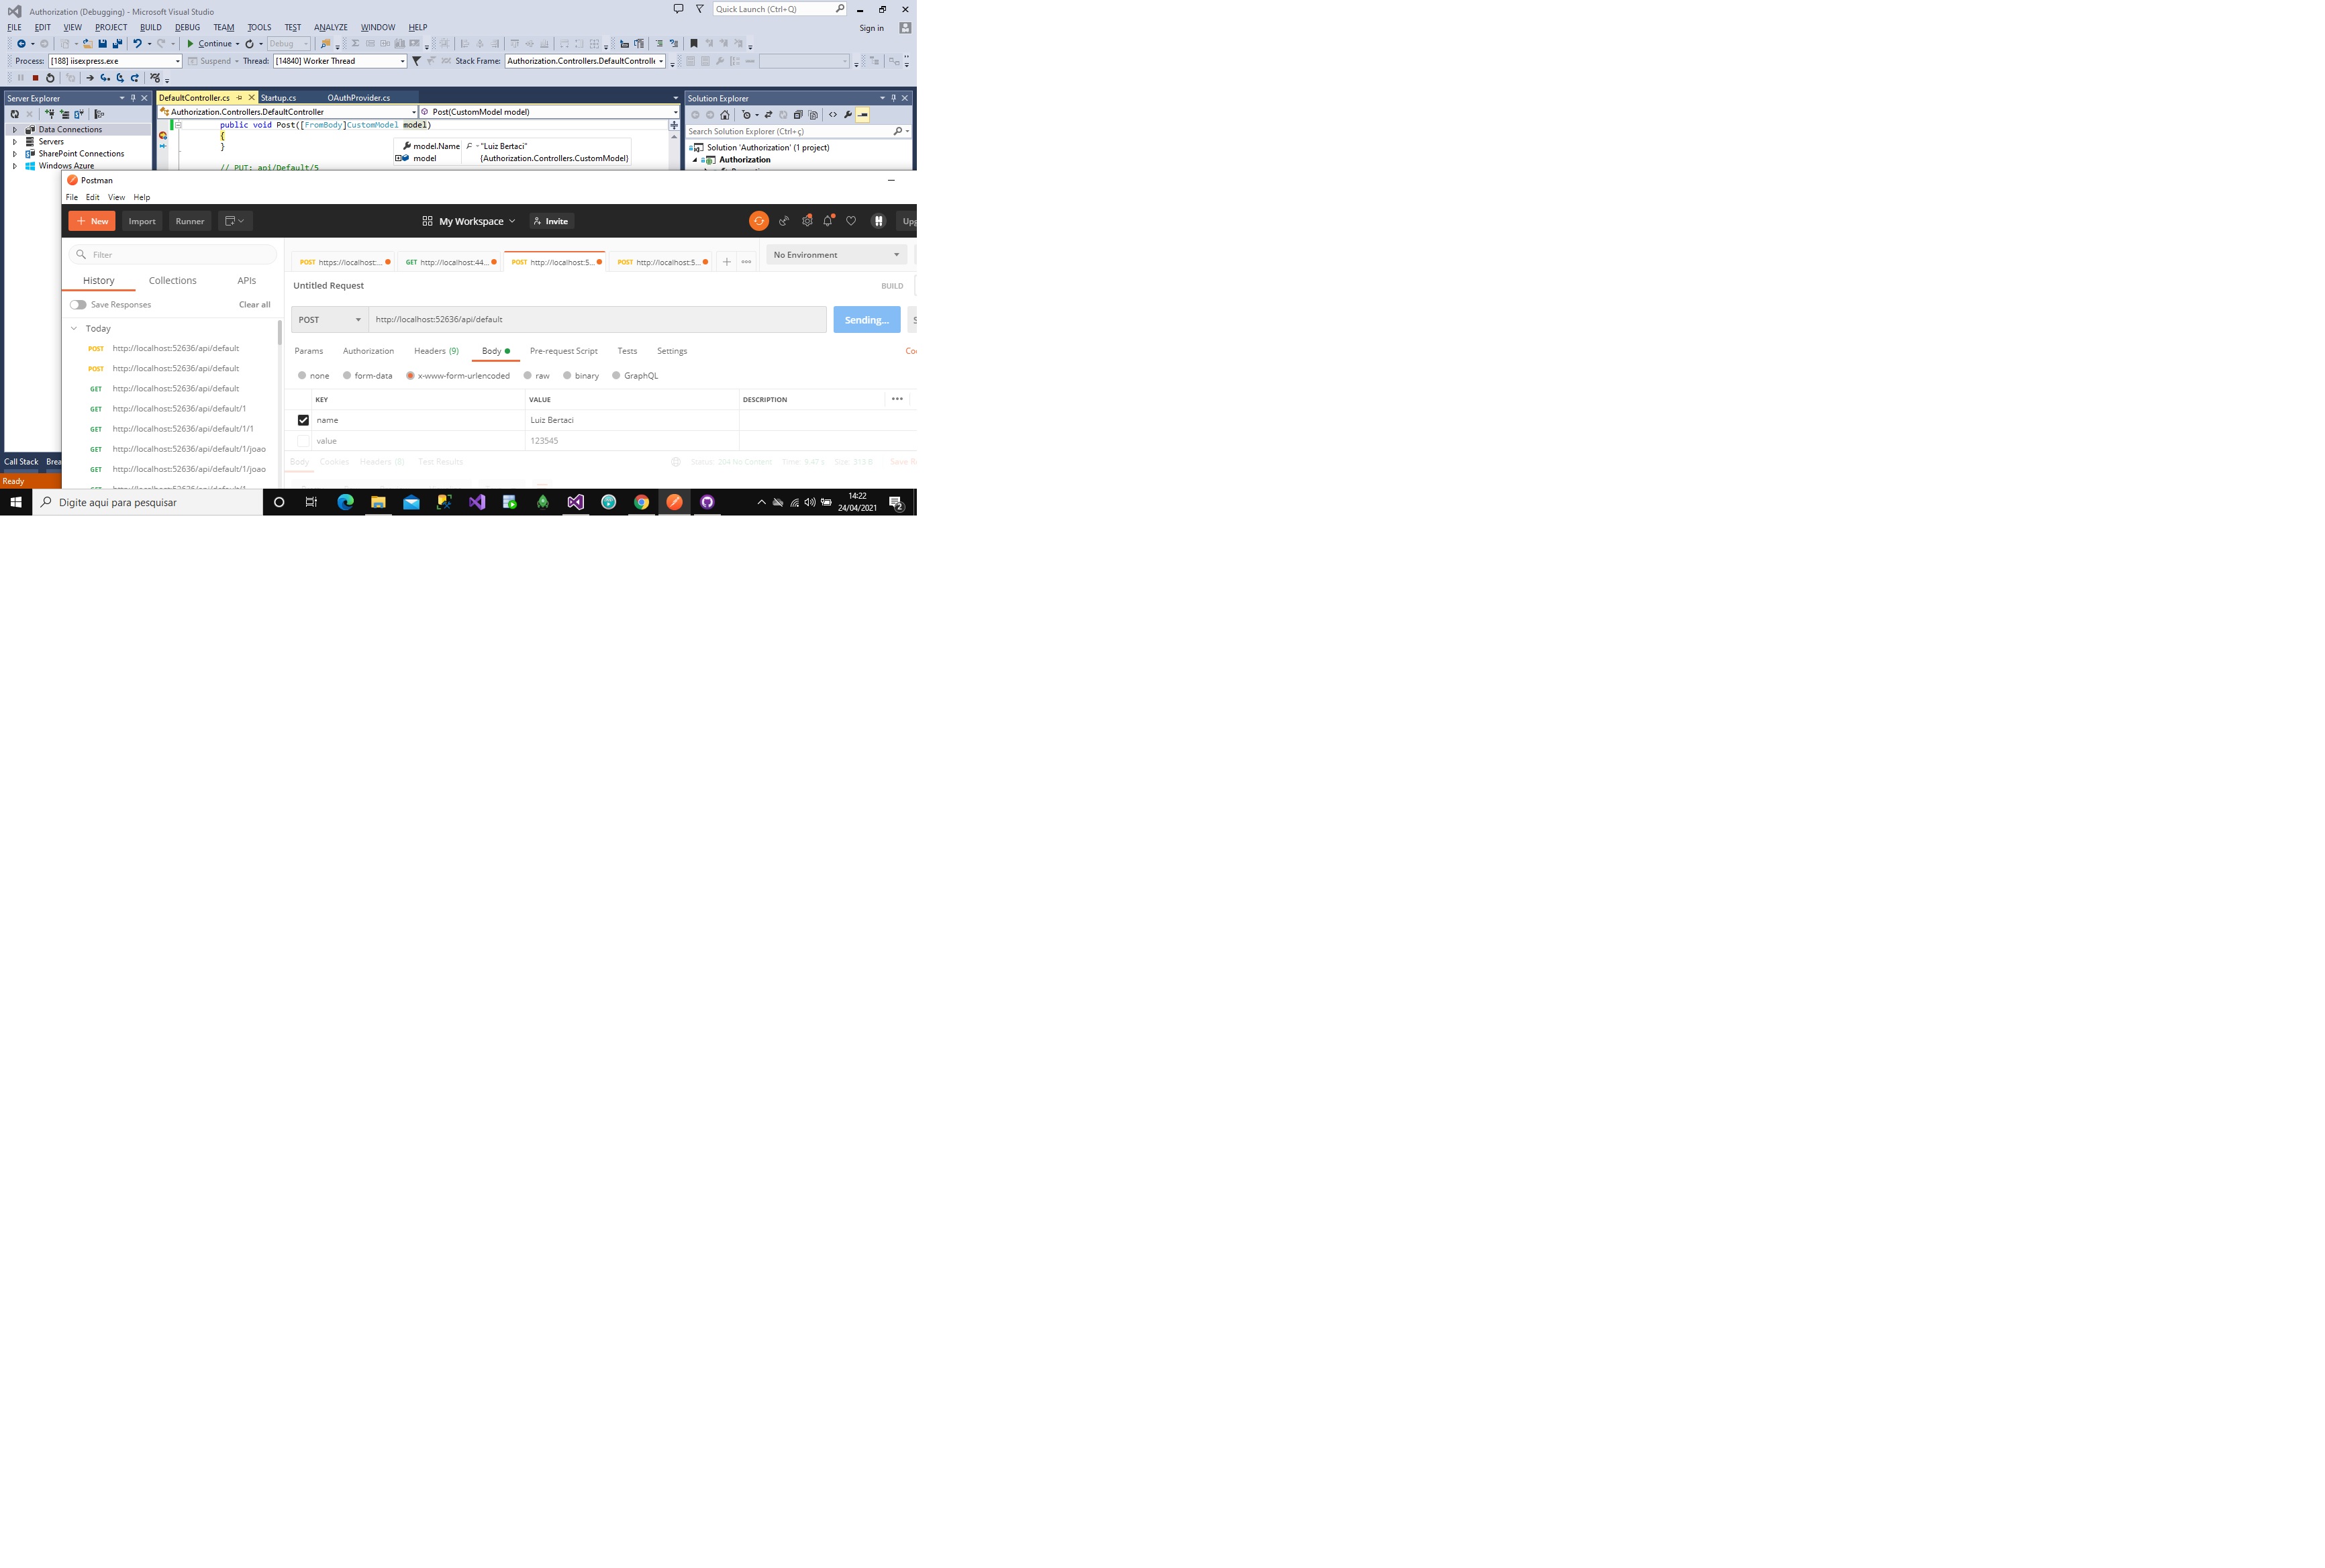 Authorization (Debugging) - Microsoft Visual Studio
Quick Launch (Ctrl+Q)
FILE EDIT VIEW PROJECT BUILD DEBUG TEAM TOOLS TEST ANALYZE WINDOW HELP
Sign in
Continue
Debug
Process: [188] iisexpress.exe
Suspend
Thread: [14840] Worker Thread
Stack Frame: Authorization.Controllers.DefaultControlle
Server Explorer
Data Connections
Servers
SharePoint Connections
Windows Azure
DefaultController.cs
Startup.cs
OAuthProvider.cs
Authorization.Controllers.DefaultController
Post(CustomModel model)
public void Post([FromBody]CustomModel model)
{
}
model.Name "Luiz Bertaci"
model {Authorization.Controllers.CustomModel}
// PUT: api/Default/5
Solution Explorer
Search Solution Explorer (Ctrl+ç)
Solution 'Authorization' (1 project)
Authorization
Postman
File Edit View Help
New Import Runner
My Workspace
Invite
Upg
Filter
History Collections APIs
Save Responses
Clear all
Today
POST http://localhost:52636/api/default
POST http://localhost:52636/api/default
GET http://localhost:52636/api/default
GET http://localhost:52636/api/default/1
GET http://localhost:52636/api/default/1/1
GET http://localhost:52636/api/default/1/joao
GET http://localhost:52636/api/default/1/joao
POST https://localhost:...
GET http://localhost:44...
POST http://localhost:5...
POST http://localhost:5...
No Environment
Untitled Request
BUILD
POST http://localhost:52636/api/default
Sending...
S
Params Authorization Headers (9) Body Pre-request Script Tests Settings
Coo
none form-data x-www-form-urlencoded raw binary GraphQL
KEY VALUE DESCRIPTION
name Luiz Bertaci
value 123545
Body Cookies Headers (8) Test Results
Status: 204 No Content Time: 9.47 s Size: 313 B Save R
Call Stack Brea
Ready
Digite aqui para pesquisar
14:22
24/04/2021
2